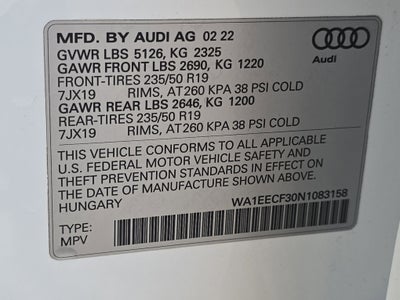 MFD. BY AUDI AG 02 22
GVWR LBS 5126, KG 2325
GAWR FRONT LBS 2690, KG 1220
FRONT-TIRES 235/50 R19
7JX19 RIMS, AT260 KPA 38 PSI COLD
GAWR REAR LBS 2646, KG 1200
REAR-TIRES 235/50 R19
7JX19 RIMS, AT260 KPA 38 PSI COLD
Audi
THIS VEHICLE CONFORMS TO ALL APPLICABLE
U.S. FEDERAL MOTOR VEHICLE SAFETY AND
THEFT PREVENTION STANDARDS IN EFFECT ON
THE DATE OF MANUFACTURE SHOWN ABOVE.
HUNGARY
WA1EECF30N1083158
TYPE:
MPV